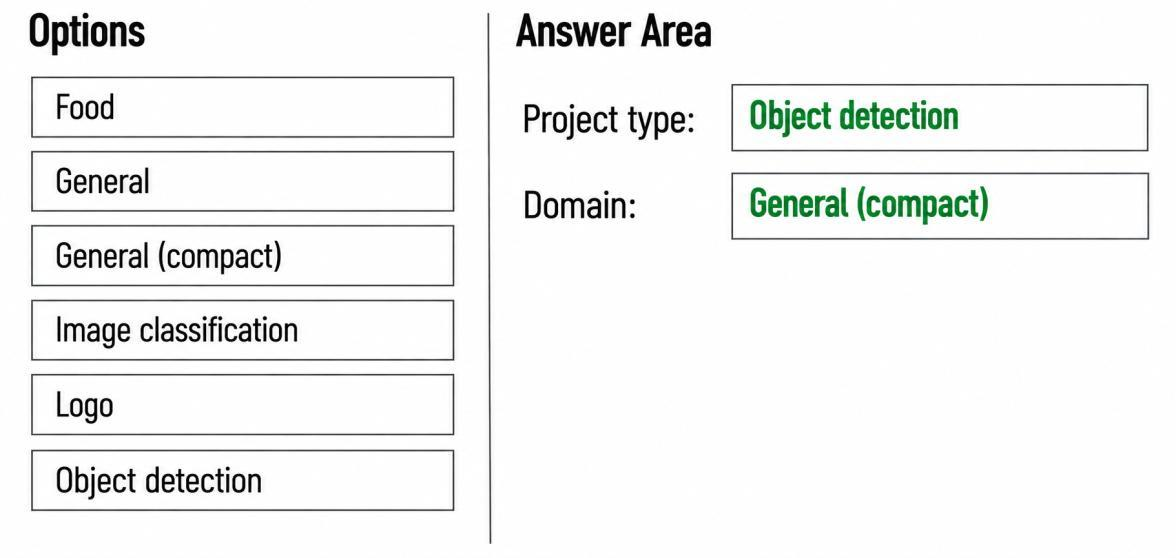 Options
Food
General
General (compact)
Image classification
Logo
Object detection
Answer Area
Project type: Object detection
Domain: General (compact)